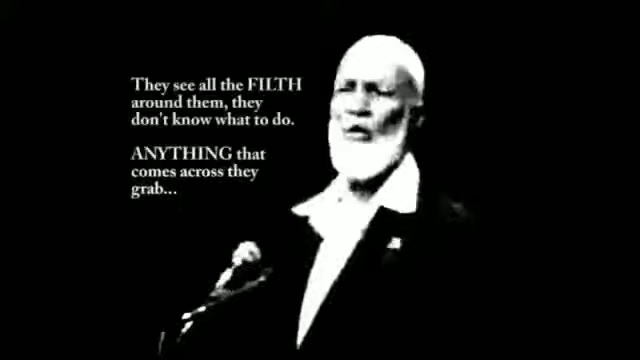 They see all the FILTH
around them, they
don't know what to do.
ANYTHING that
comes across they
grab...